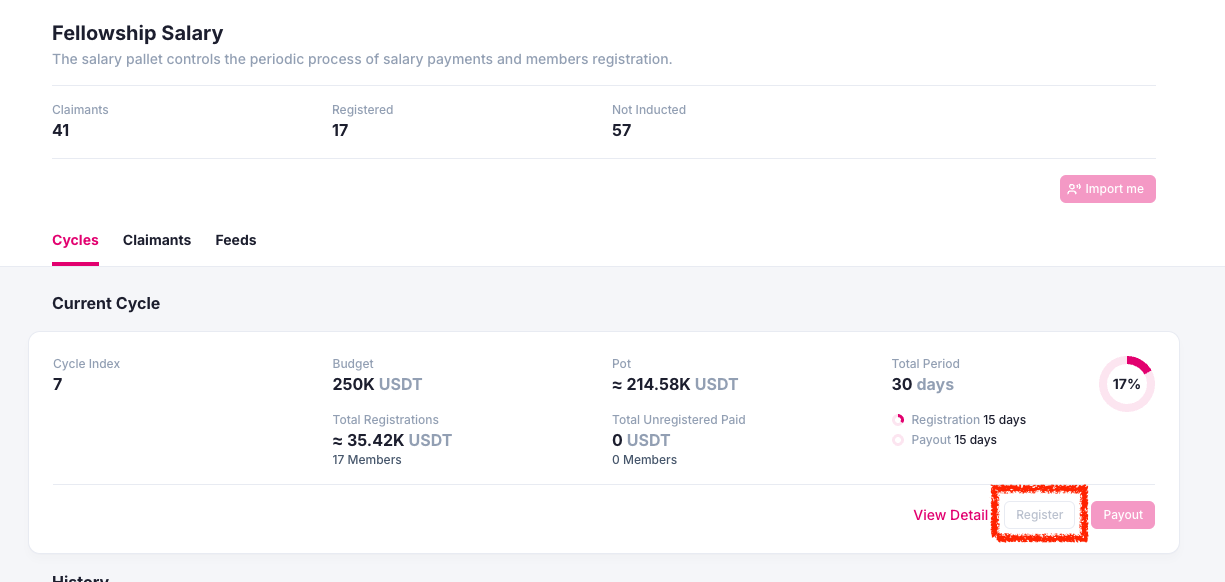 Fellowship Salary
The salary pallet controls the periodic process of salary payments and members registration.
Claimants
41
Registered
17
Not Inducted
57
Import me
Cycles Claimants Feeds
Current Cycle
Cycle Index
7
Budget
250K USDT
Total Registrations
≈ 35.42K USDT
17 Members
Pot
≈ 214.58K USDT
Total Unregistered Paid
0 USDT
0 Members
Total Period
30 days
Registration 15 days
Payout 15 days
17%
View Detail Register Payout
History